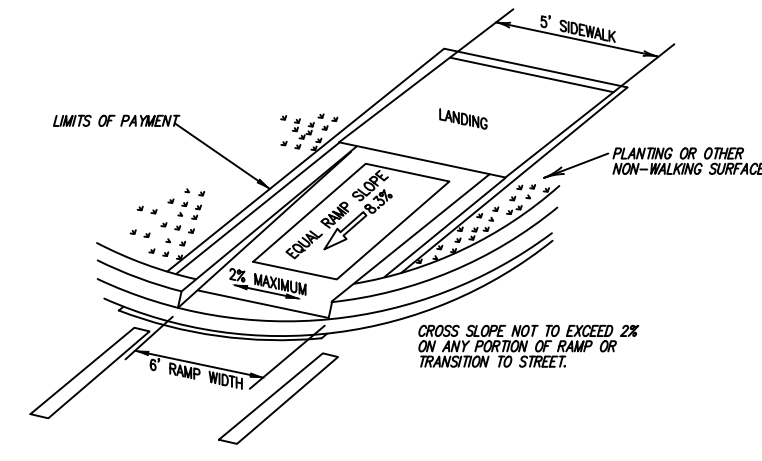 5' SIDEWALK
LIMITS OF PAYMENT
LANDING
PLANTING OR OTHER
NON-WALKING SURFACE
EQUAL RAMP SLOPE
8.3%
2% MAXIMUM
CROSS SLOPE NOT TO EXCEED 2%
ON ANY PORTION OF RAMP OR
TRANSITION TO STREET.
6' RAMP WIDTH